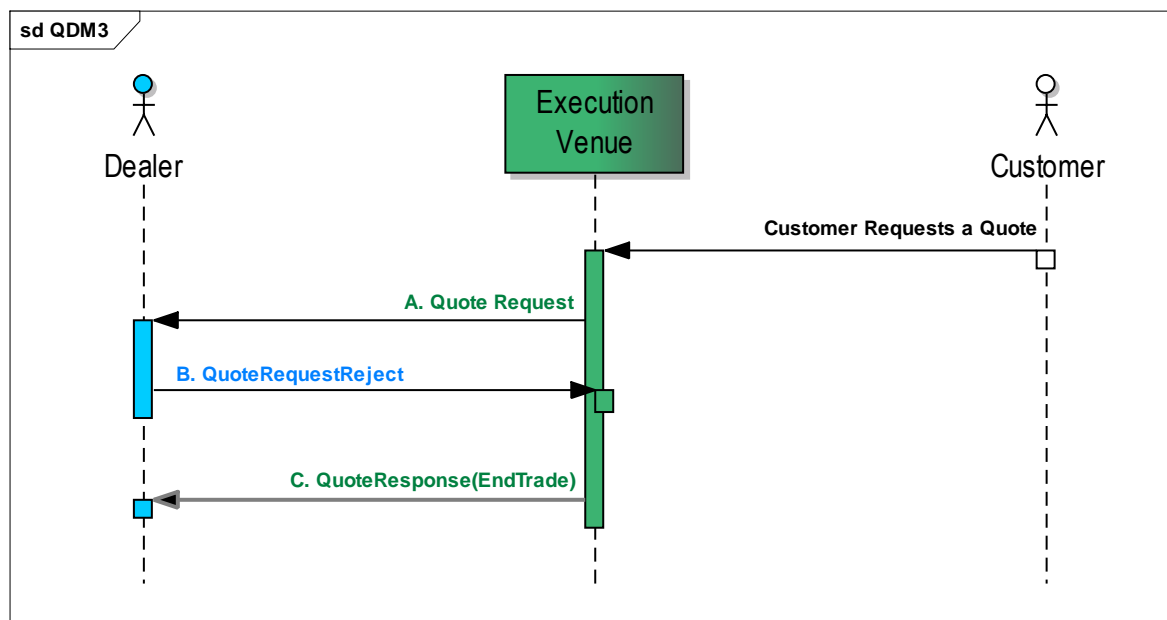 sd QDM3
Execution
Venue
Dealer
Customer
Customer Requests a Quote
A. Quote Request
B. QuoteRequestReject
C. QuoteResponse(EndTrade)